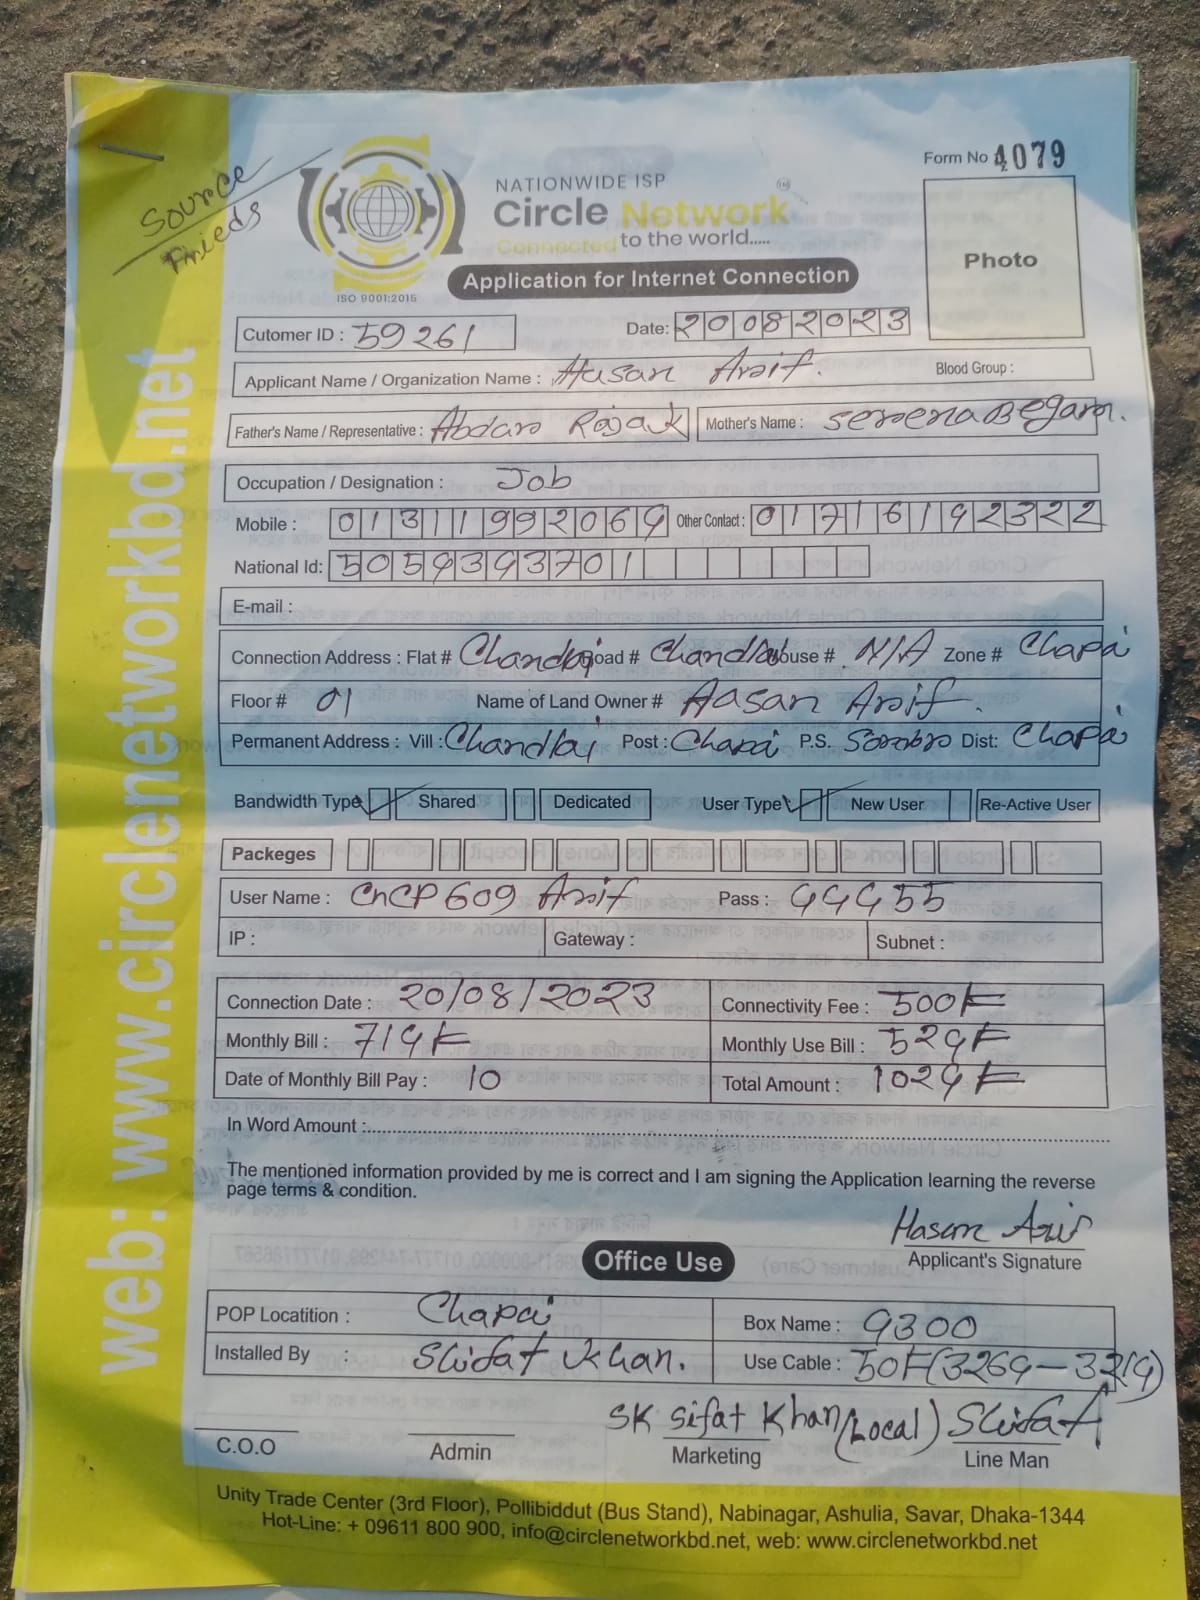 Form No 4079
Source
Frieds
NATIONWIDE ISP
Circle Network
Connected to the world.....
ISO 9001:2015
Application for Internet Connection
Photo
Cutomer ID : 59261
Date: 20082023
Applicant Name / Organization Name : Hasan Arif.
Blood Group :
Father's Name / Representative : Abdur Rajak
Mother's Name : Serena Begam.
Occupation / Designation : Job
Mobile : 01311992064
Other Contact : 01716192322
National Id: 5054393701
E-mail :
Connection Address : Flat # Chandlai Road # Chandlai House # N/A Zone # Chapai
Floor # 01 Name of Land Owner # Hasan Arif.
Permanent Address : Vill : Chandlai Post : Chapai P.S. Dist: Chapai
Bandwidth Type Shared Dedicated User Type New User Re-Active User
Packeges
User Name : CnCP609 Arif Pass : 44455
IP : Gateway : Subnet :
Connection Date : 20/08/2023 Connectivity Fee : 500
Monthly Bill : 714 Monthly Use Bill : 524
Date of Monthly Bill Pay : 10 Total Amount : 1024
In Word Amount :
The mentioned information provided by me is correct and I am signing the Application learning the reverse
page terms & condition.
Hasan Arif
Applicant's Signature
Office Use
POP Locatition : Chapai Box Name : 9300
Installed By : Shifat Khan. Use Cable : 50F(3264-3214)
SK Sifat Khan (Local) Shifat
C.O.O Admin Marketing Line Man
Unity Trade Center (3rd Floor), Pollibiddut (Bus Stand), Nabinagar, Ashulia, Savar, Dhaka-1344
Hot-Line: + 09611 800 900, info@circlenetworkbd.net, web: www.circlenetworkbd.net
web: www.circlenetworkbd.net